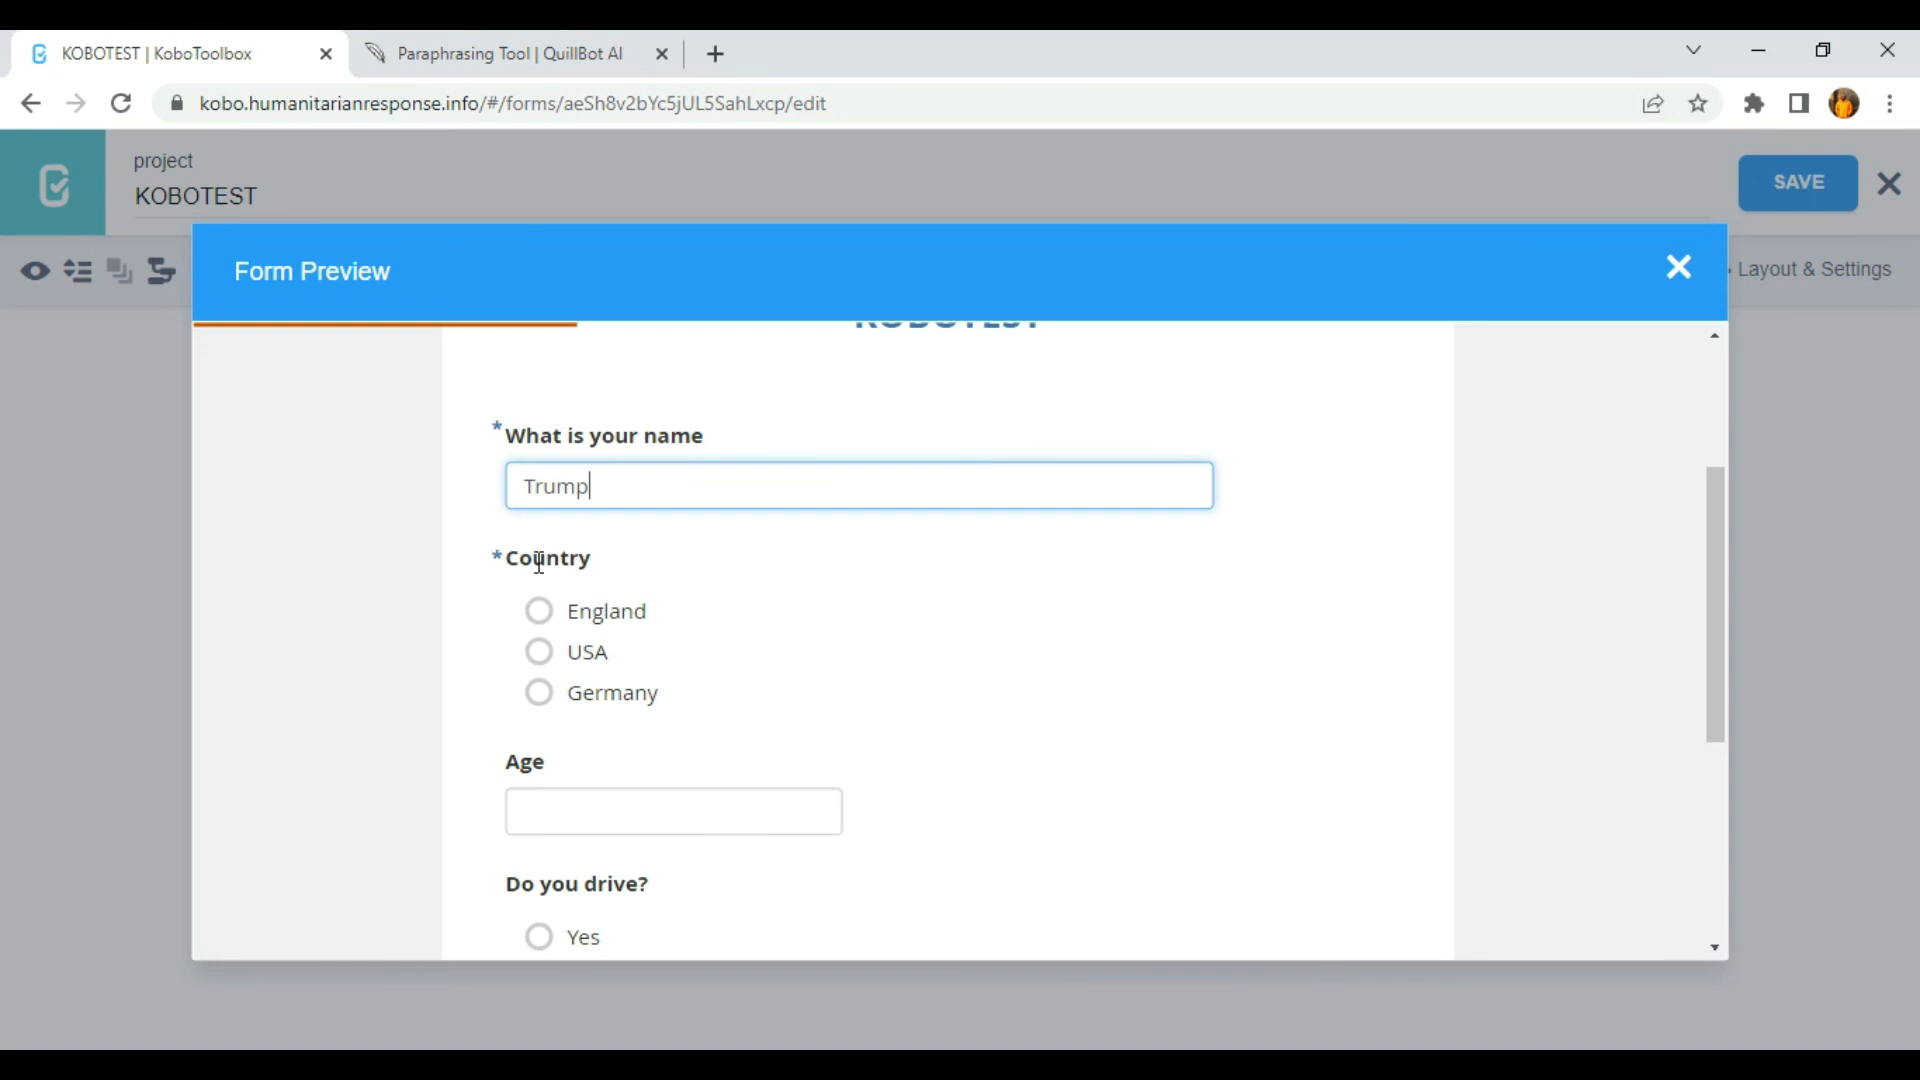 KOBOTEST | KoboToolbox
Paraphrasing Tool | QuillBot AI
kobo.humanitarianresponse.info/#/forms/aeSh8v2bYc5jUL5SahLxcp/edit
project
KOBOTEST
SAVE
Form Preview
Layout & Settings
KOBOTEST
* What is your name
Trump
* Country
England
USA
Germany
Age
Do you drive?
Yes